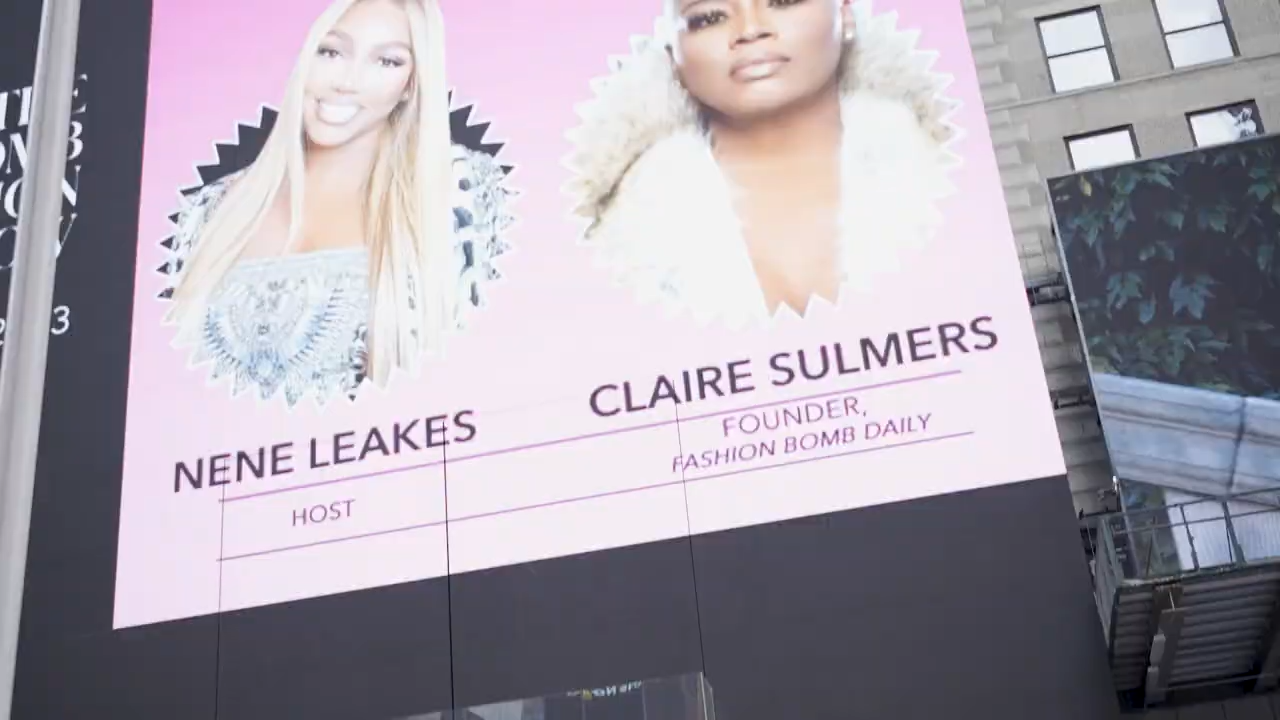 NENE LEAKES
HOST
CLAIRE SULMERS
FOUNDER,
FASHION BOMB DAILY